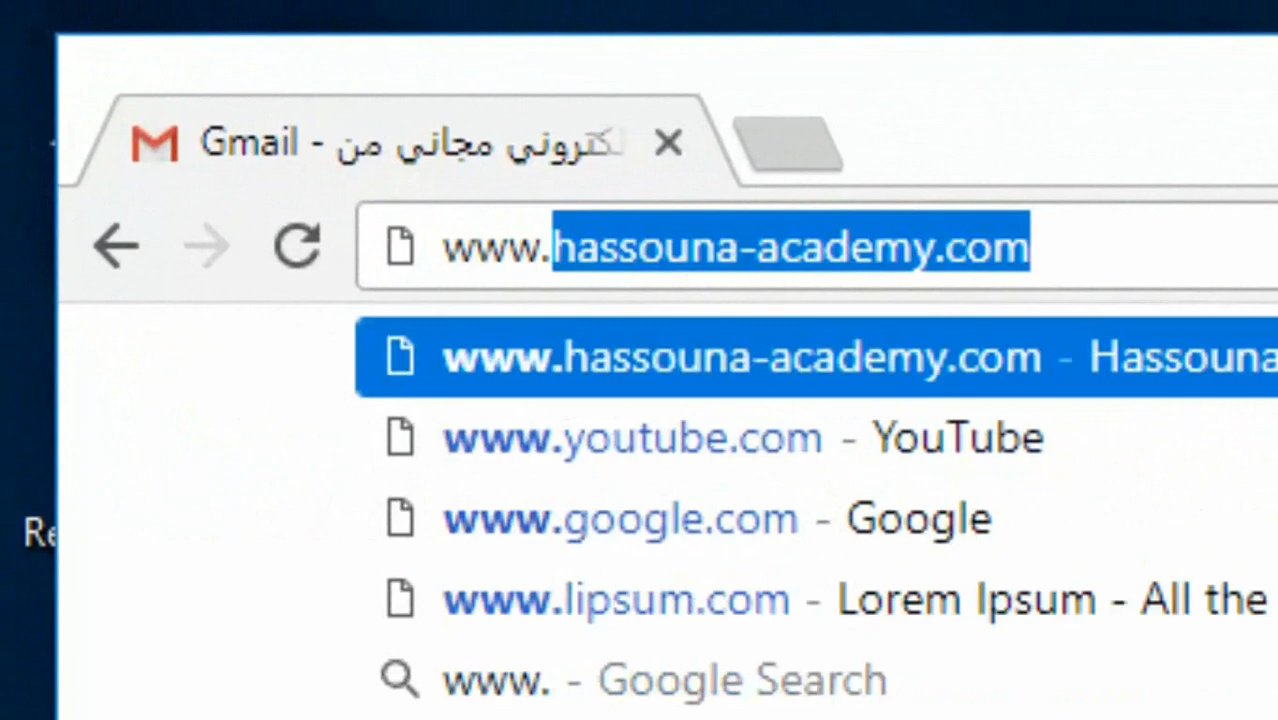 Gmail - لكتروني مجاني من
www.hassouna-academy.com
www.hassouna-academy.com - Hassouna
www.youtube.com - YouTube
www.google.com - Google
www.lipsum.com - Lorem Ipsum - All the
www. - Google Search